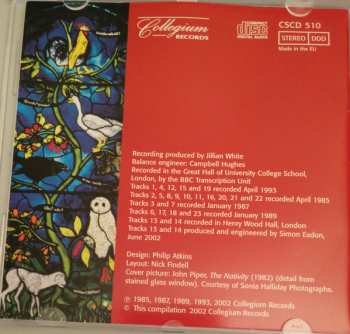 Collegium
RECORDS
COMPACT
disc
DIGITAL AUDIO
CSCD 510
STEREO DDD
Made in the EU
Recording produced by Jillian White
Balance engineer: Campbell Hughes
Recorded in the Great Hall of University College School,
London, by the BBC Transcription Unit
Tracks 1, 4, 12, 15 and 19 recorded April 1993
Tracks 2, 5, 8, 9, 10, 11, 16, 20, 21 and 22 recorded April 1985
Tracks 3 and 7 recorded January 1987
Tracks 6, 17, 18 and 23 recorded January 1989
Tracks 13 and 14 recorded in Henry Wood Hall, London
Tracks 13 and 14 produced and engineered by Simon Eadon,
June 2002
Design: Philip Atkins
Layout: Nick Findell
Cover picture: John Piper, The Nativity (1982) (detail from
stained glass window). Courtesy of Sonia Halliday Photographs.
℗ 1985, 1987, 1989, 1993, 2002 Collegium Records
© This compilation 2002 Collegium Records